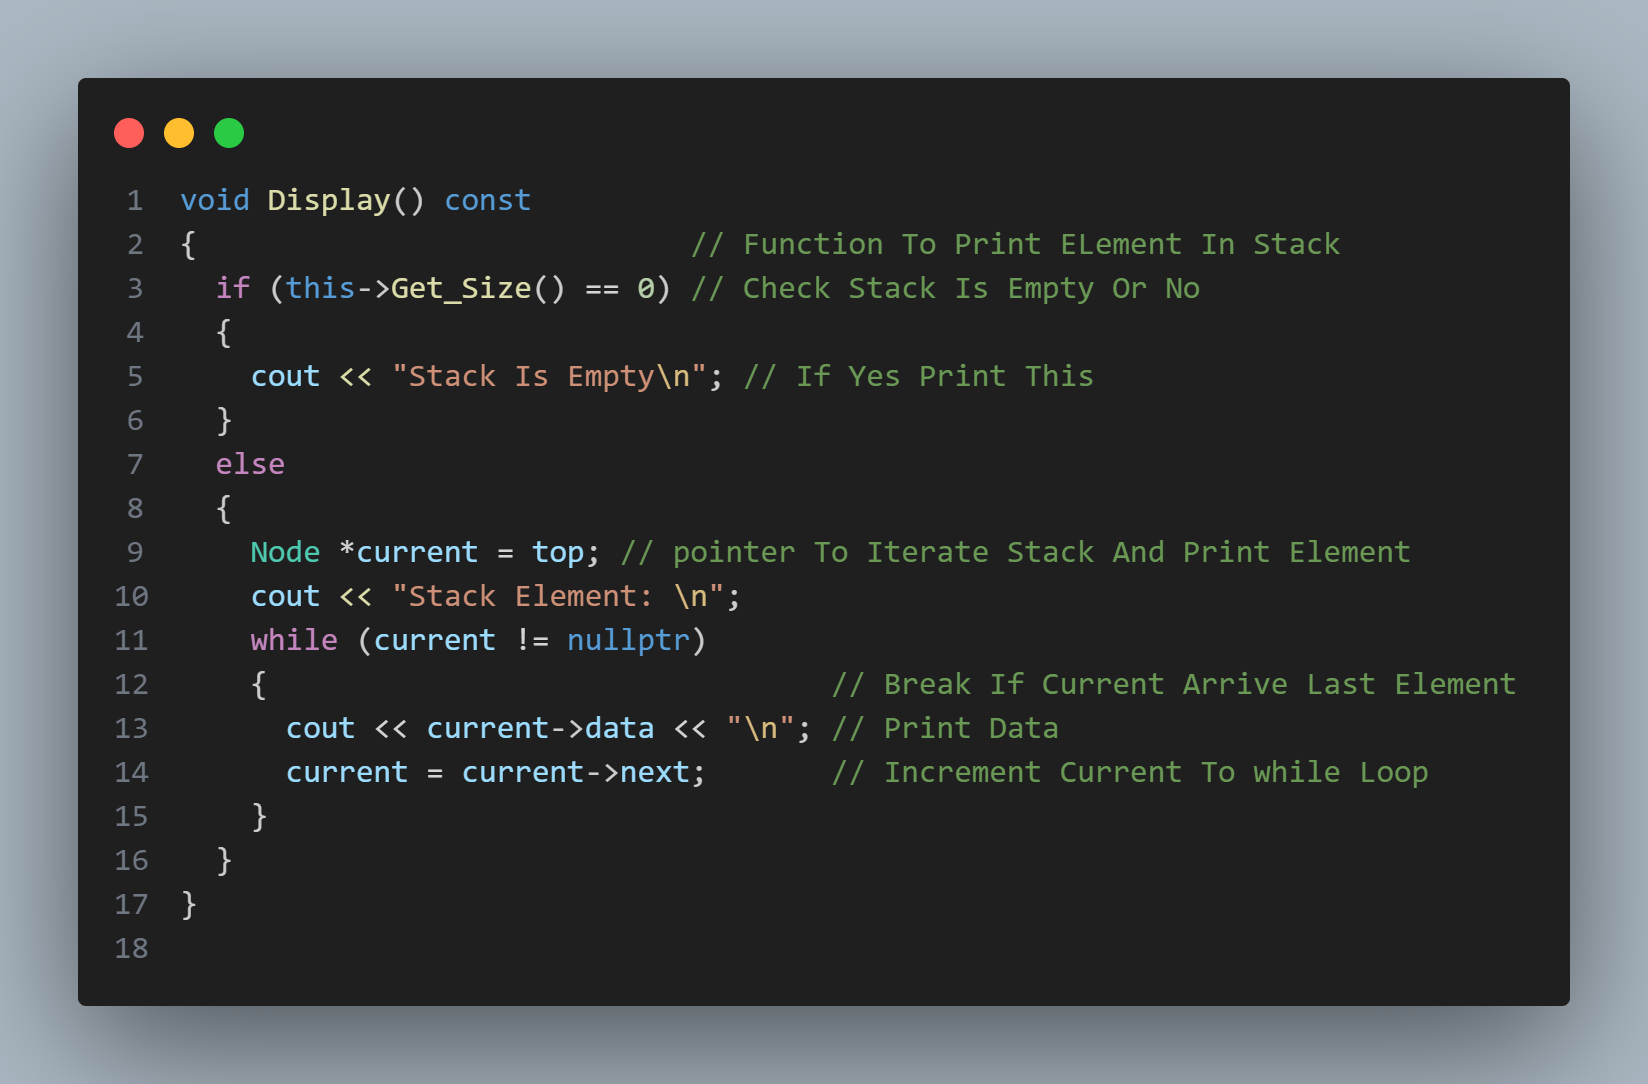 1 void Display() const
2 {                             // Function To Print ELement In Stack
3   if (this->Get_Size() == 0) // Check Stack Is Empty Or No
4   {
5     cout << "Stack Is Empty\n"; // If Yes Print This
6   }
7   else
8   {
9     Node *current = top; // pointer To Iterate Stack And Print Element
10     cout << "Stack Element: \n";
11     while (current != nullptr)
12     {                                // Break If Current Arrive Last Element
13       cout << current->data << "\n"; // Print Data
14       current = current->next;       // Increment Current To while Loop
15     }
16   }
17 }
18